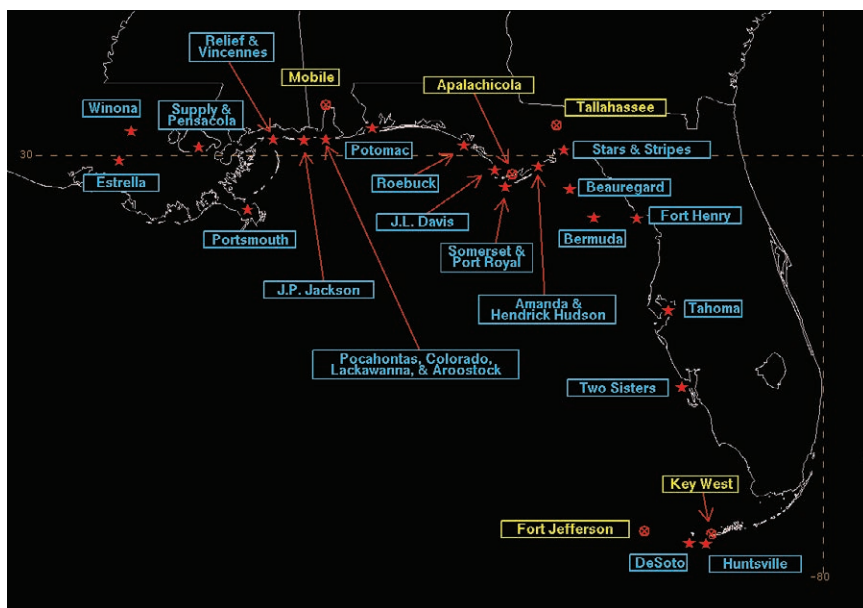 Relief &
Vincennes
Mobile
Apalachicola
Tallahassee
Winona
Supply &
Pensacola
30
Potomac
Stars & Stripes
Estrella
Roebuck
Beauregard
Portsmouth
J.L. Davis
Bermuda
Fort Henry
Somerset &
Port Royal
J.P. Jackson
Amanda &
Hendrick Hudson
Tahoma
Pocahontas, Colorado,
Lackawanna, & Aroostock
Two Sisters
Key West
Fort Jefferson
DeSoto
Huntsville
-80